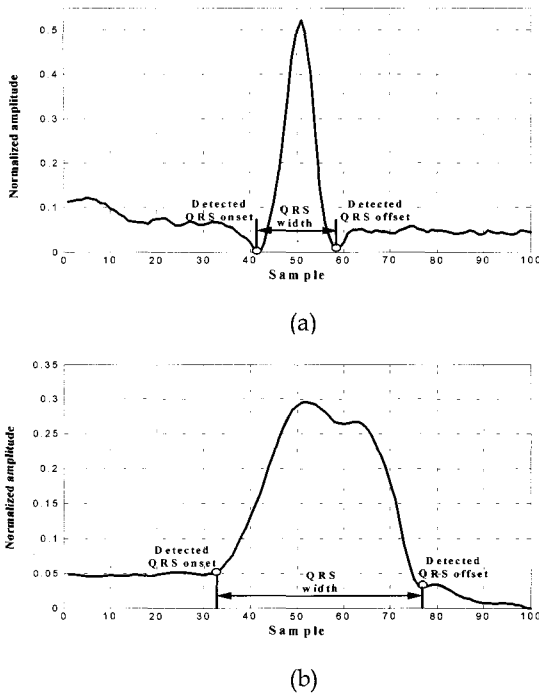 0.5
0.4
0.3
0.2
0.1
0
Normalized amplitude
Detected
QRS onset
QRS
width
Detected
QRS offset
0 10 20 30 40 50 60 70 80 90 100
Sample
(a)
0.35
0.3
0.25
0.2
0.15
0.1
0.05
0
Normalized amplitude
Detected
QRS onset
QRS
width
Detected
QRS offset
0 10 20 30 40 50 60 70 80 90 100
Sample
(b)